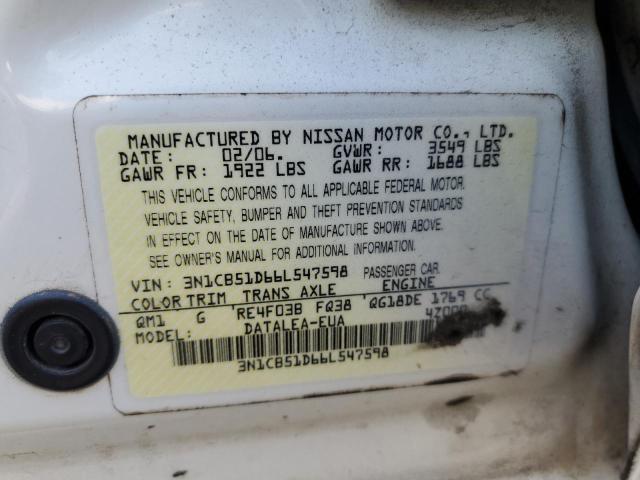 MANUFACTURED BY NISSAN MOTOR CO., LTD.
DATE: 02/06. GVWR: 3549 LBS
GAWR FR: 1922 LBS GAWR RR: 1688 LBS
THIS VEHICLE CONFORMS TO ALL APPLICABLE FEDERAL MOTOR
VEHICLE SAFETY, BUMPER AND THEFT PREVENTION STANDARDS
IN EFFECT ON THE DATE OF MANUFACTURE SHOWN ABOVE.
SEE OWNER'S MANUAL FOR ADDITIONAL INFORMATION.
VIN: 3N1CB51D66L547598 PASSENGER CAR
COLOR TRIM TRANS AXLE ENGINE
QM1 G RE4F03B FQ38 QG18DE 1769 CC
MODEL: DATALEA-EUA
3N1CB51D66L547598